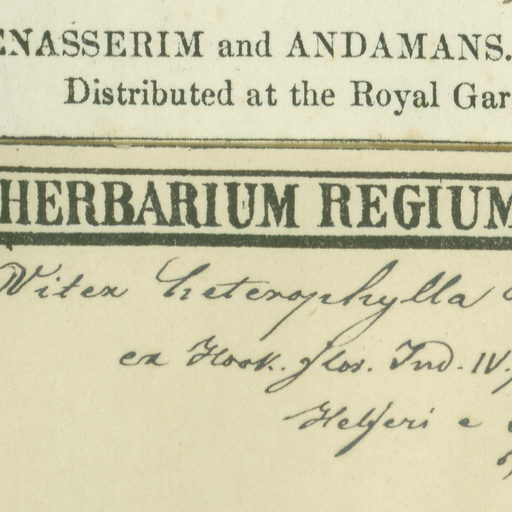 ENASSERIM and ANDAMANS.
Distributed at the Royal Gar
HERBARIUM REGIUM
Vitex heterophylla
ex Hook. flor. Ind. IV.
Helferi e